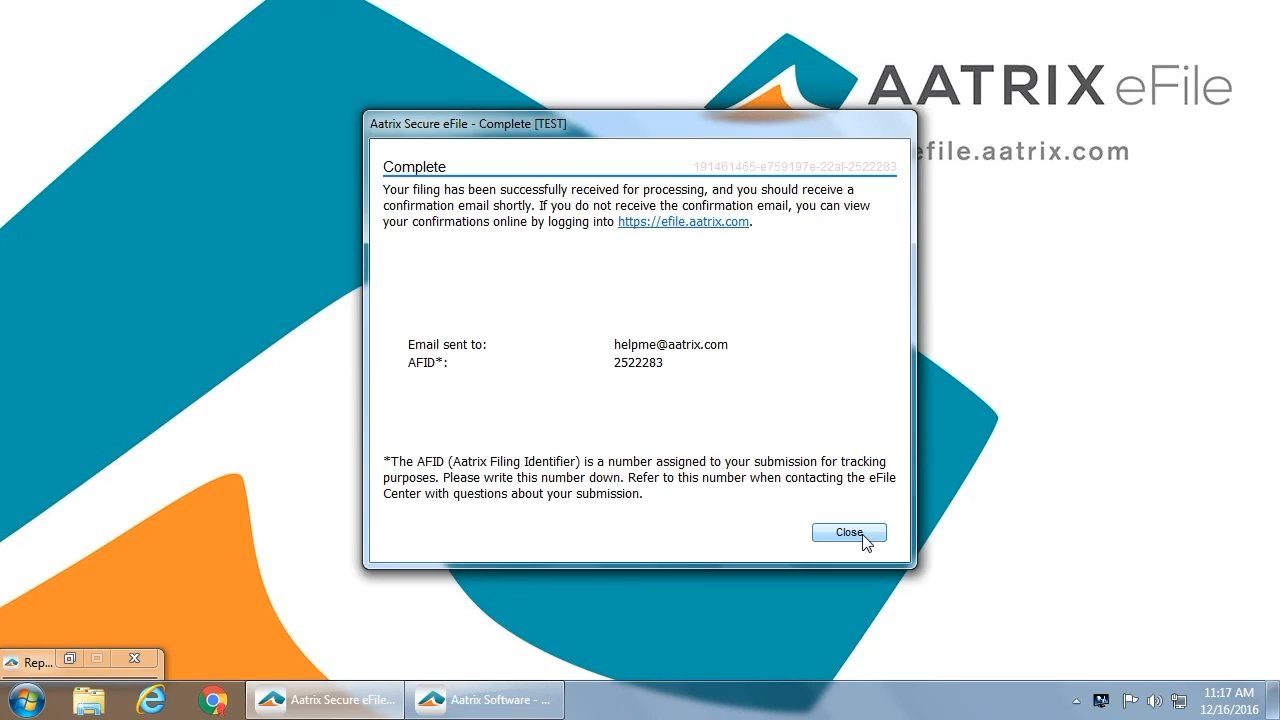 AATRIX eFile
efile.aatrix.com
Aatrix Secure eFile - Complete [TEST]
Complete
191461465-e759197e-22af-2522283
Your filing has been successfully received for processing, and you should receive a
confirmation email shortly. If you do not receive the confirmation email, you can view
your confirmations online by logging into https://efile.aatrix.com.
Email sent to: helpme@aatrix.com
AFID*: 2522283
*The AFID (Aatrix Filing Identifier) is a number assigned to your submission for tracking
purposes. Please write this number down. Refer to this number when contacting the eFile
Center with questions about your submission.
Close
Rep...
Aatrix Secure eFile...
Aatrix Software - ...
11:17 AM
12/16/2016